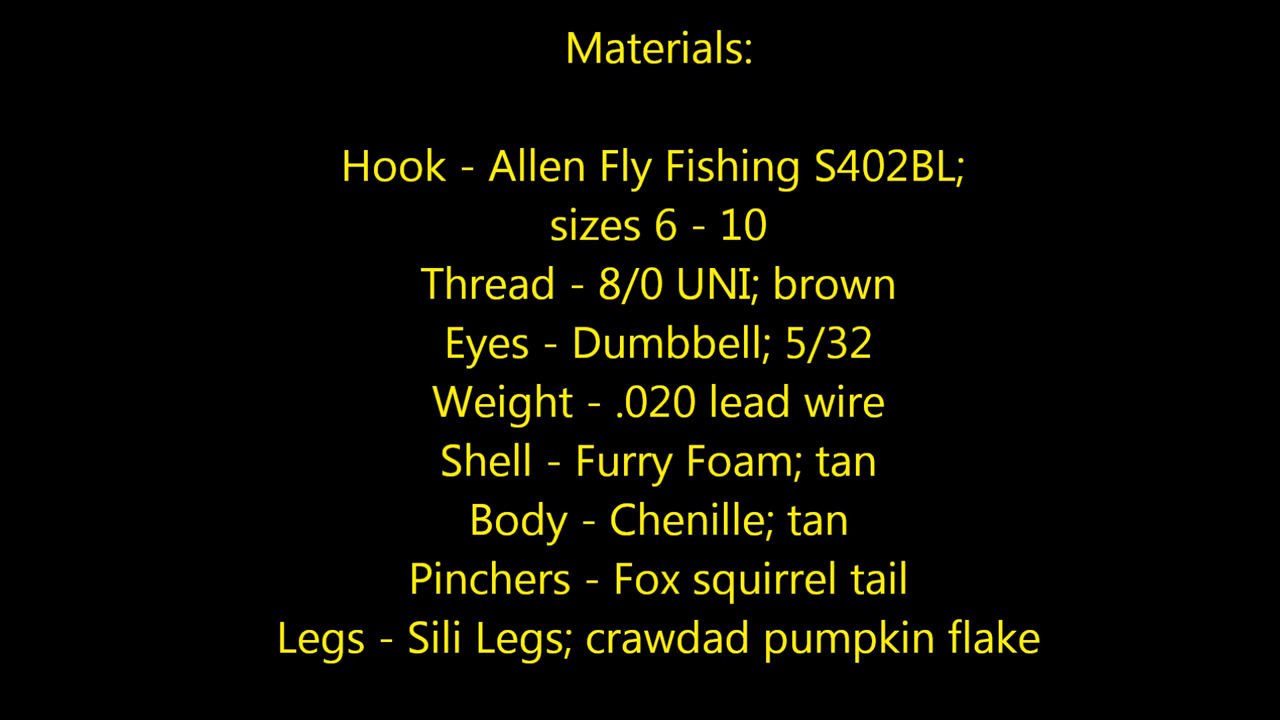 Materials:
Hook - Allen Fly Fishing S402BL;
sizes 6 - 10
Thread - 8/0 UNI; brown
Eyes - Dumbbell; 5/32
Weight - .020 lead wire
Shell - Furry Foam; tan
Body - Chenille; tan
Pinchers - Fox squirrel tail
Legs - Sili Legs; crawdad pumpkin flake